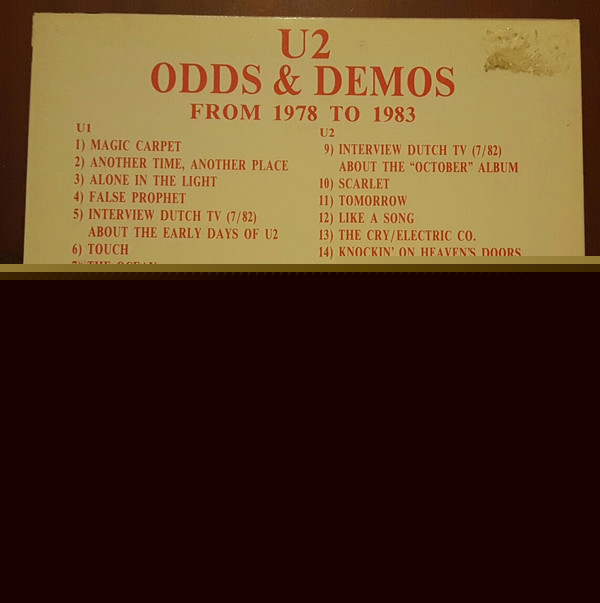 U2
ODDS & DEMOS
FROM 1978 TO 1983
U1
1) MAGIC CARPET
2) ANOTHER TIME, ANOTHER PLACE
3) ALONE IN THE LIGHT
4) FALSE PROPHET
5) INTERVIEW DUTCH TV (7/82)
ABOUT THE EARLY DAYS OF U2
6) TOUCH
7) THE OCEAN
U2
9) INTERVIEW DUTCH TV (7/82)
ABOUT THE "OCTOBER" ALBUM
10) SCARLET
11) TOMORROW
12) LIKE A SONG
13) THE CRY/ELECTRIC CO.
14) KNOCKIN' ON HEAVEN'S DOORS